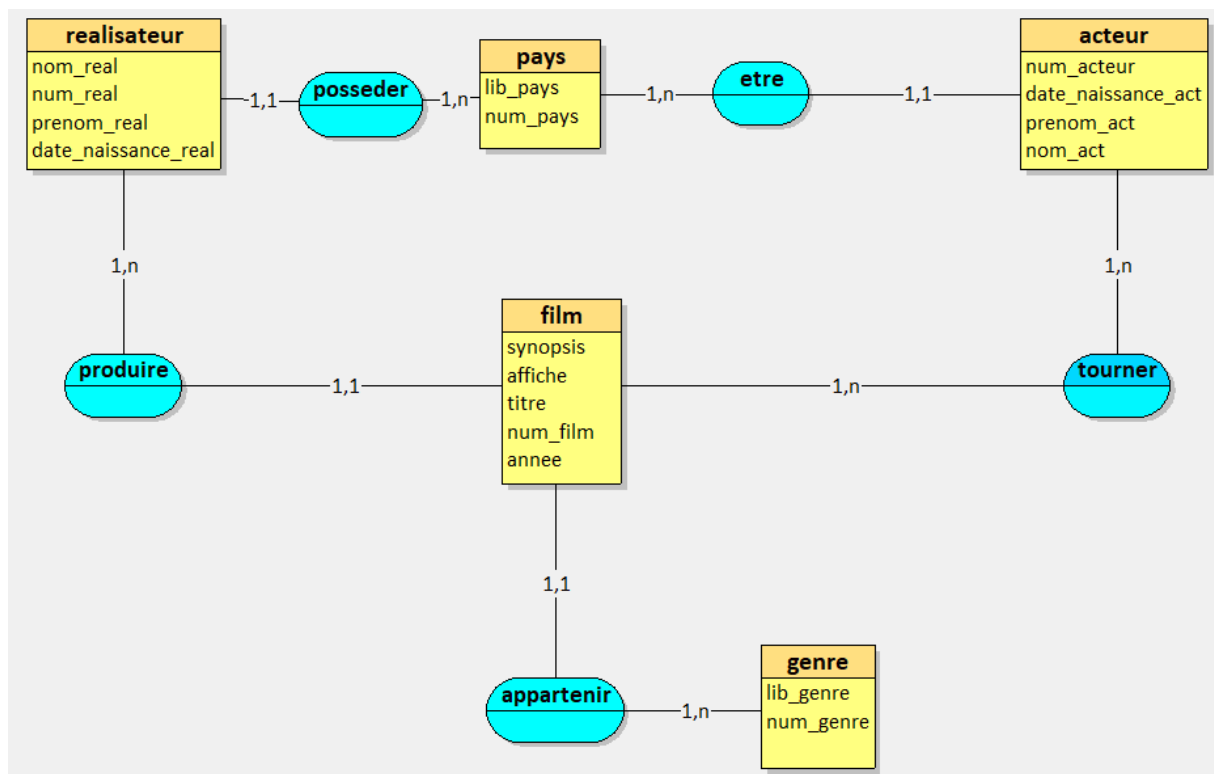 realisateur
nom_real
num_real
prenom_real
date_naissance_real
1,1
posseder
1,n
pays
lib_pays
num_pays
1,n
etre
1,1
acteur
num_acteur
date_naissance_act
prenom_act
nom_act
1,n
1,n
produire
1,1
film
synopsis
affiche
titre
num_film
annee
1,n
tourner
1,1
appartenir
1,n
genre
lib_genre
num_genre